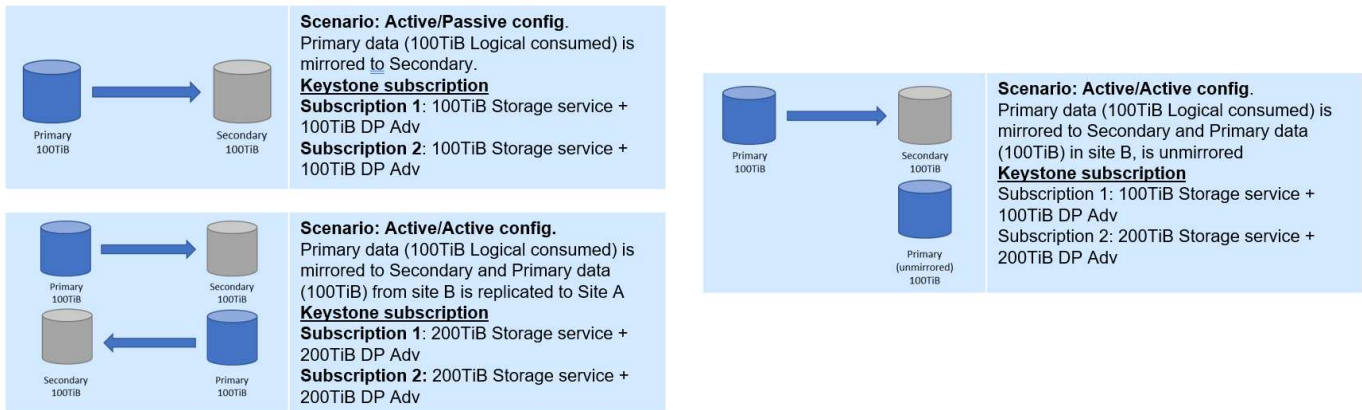 Primary
100TiB
Secondary
100TiB
Scenario: Active/Passive config.
Primary data (100TiB Logical consumed) is
mirrored to Secondary.
Keystone subscription
Subscription 1: 100TiB Storage service +
100TiB DP Adv
Subscription 2: 100TiB Storage service +
100TiB DP Adv
Primary
100TiB
Secondary
100TiB
Secondary
100TiB
Primary
100TiB
Scenario: Active/Active config.
Primary data (100TiB Logical consumed) is
mirrored to Secondary and Primary data
(100TiB) from site B is replicated to Site A
Keystone subscription
Subscription 1: 200TiB Storage service +
200TiB DP Adv
Subscription 2: 200TiB Storage service +
200TiB DP Adv
Primary
100TiB
Secondary
100TiB
Primary
(unmirrored)
100TiB
Scenario: Active/Active config.
Primary data (100TiB Logical consumed) is
mirrored to Secondary and Primary data
(100TiB) in site B, is unmirrored
Keystone subscription
Subscription 1: 100TiB Storage service +
100TiB DP Adv
Subscription 2: 200TiB Storage service +
200TiB DP Adv